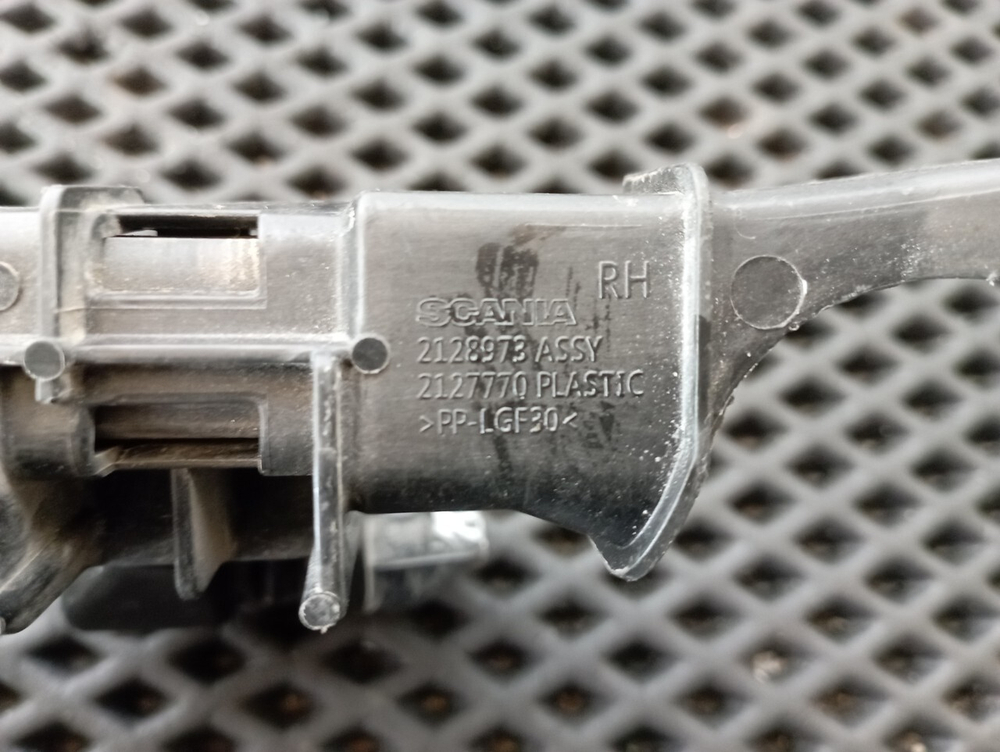 RH
SCANIA
2128973 ASSY
2127770 PLASTIC
>PP-LGF30<